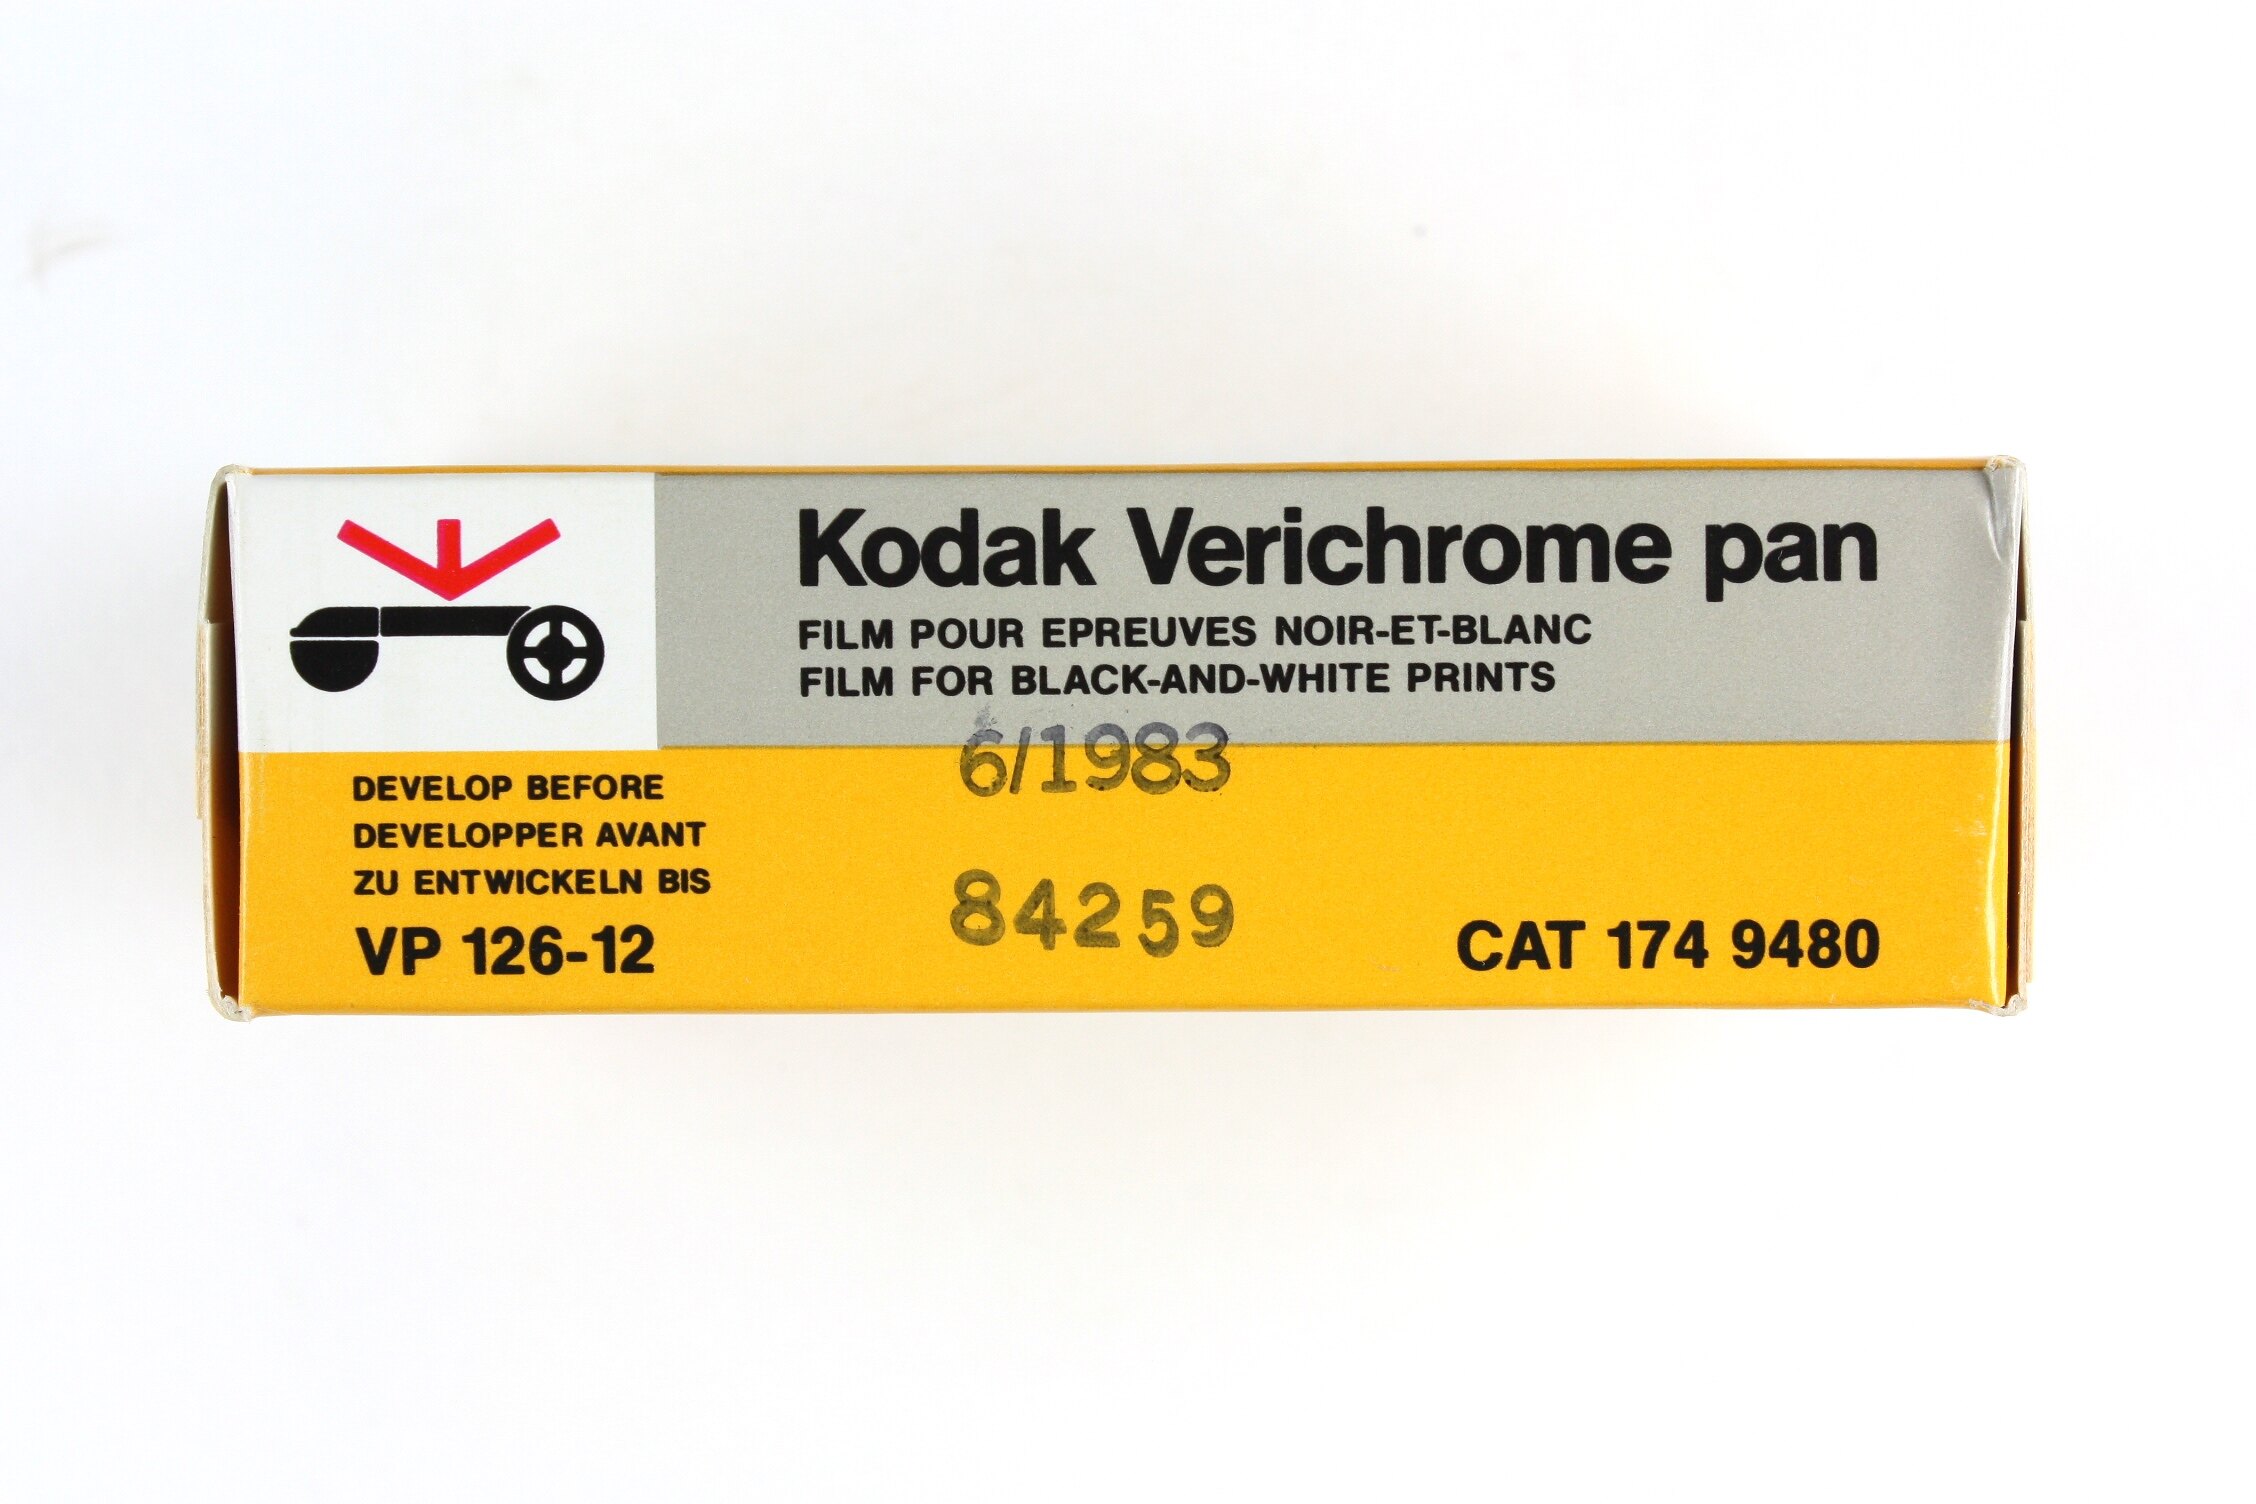 Kodak Verichrome pan
FILM POUR EPREUVES NOIR-ET-BLANC
FILM FOR BLACK-AND-WHITE PRINTS
6/1983
DEVELOP BEFORE
DEVELOPPER AVANT
ZU ENTWICKELN BIS
84259
VP 126-12
CAT 174 9480